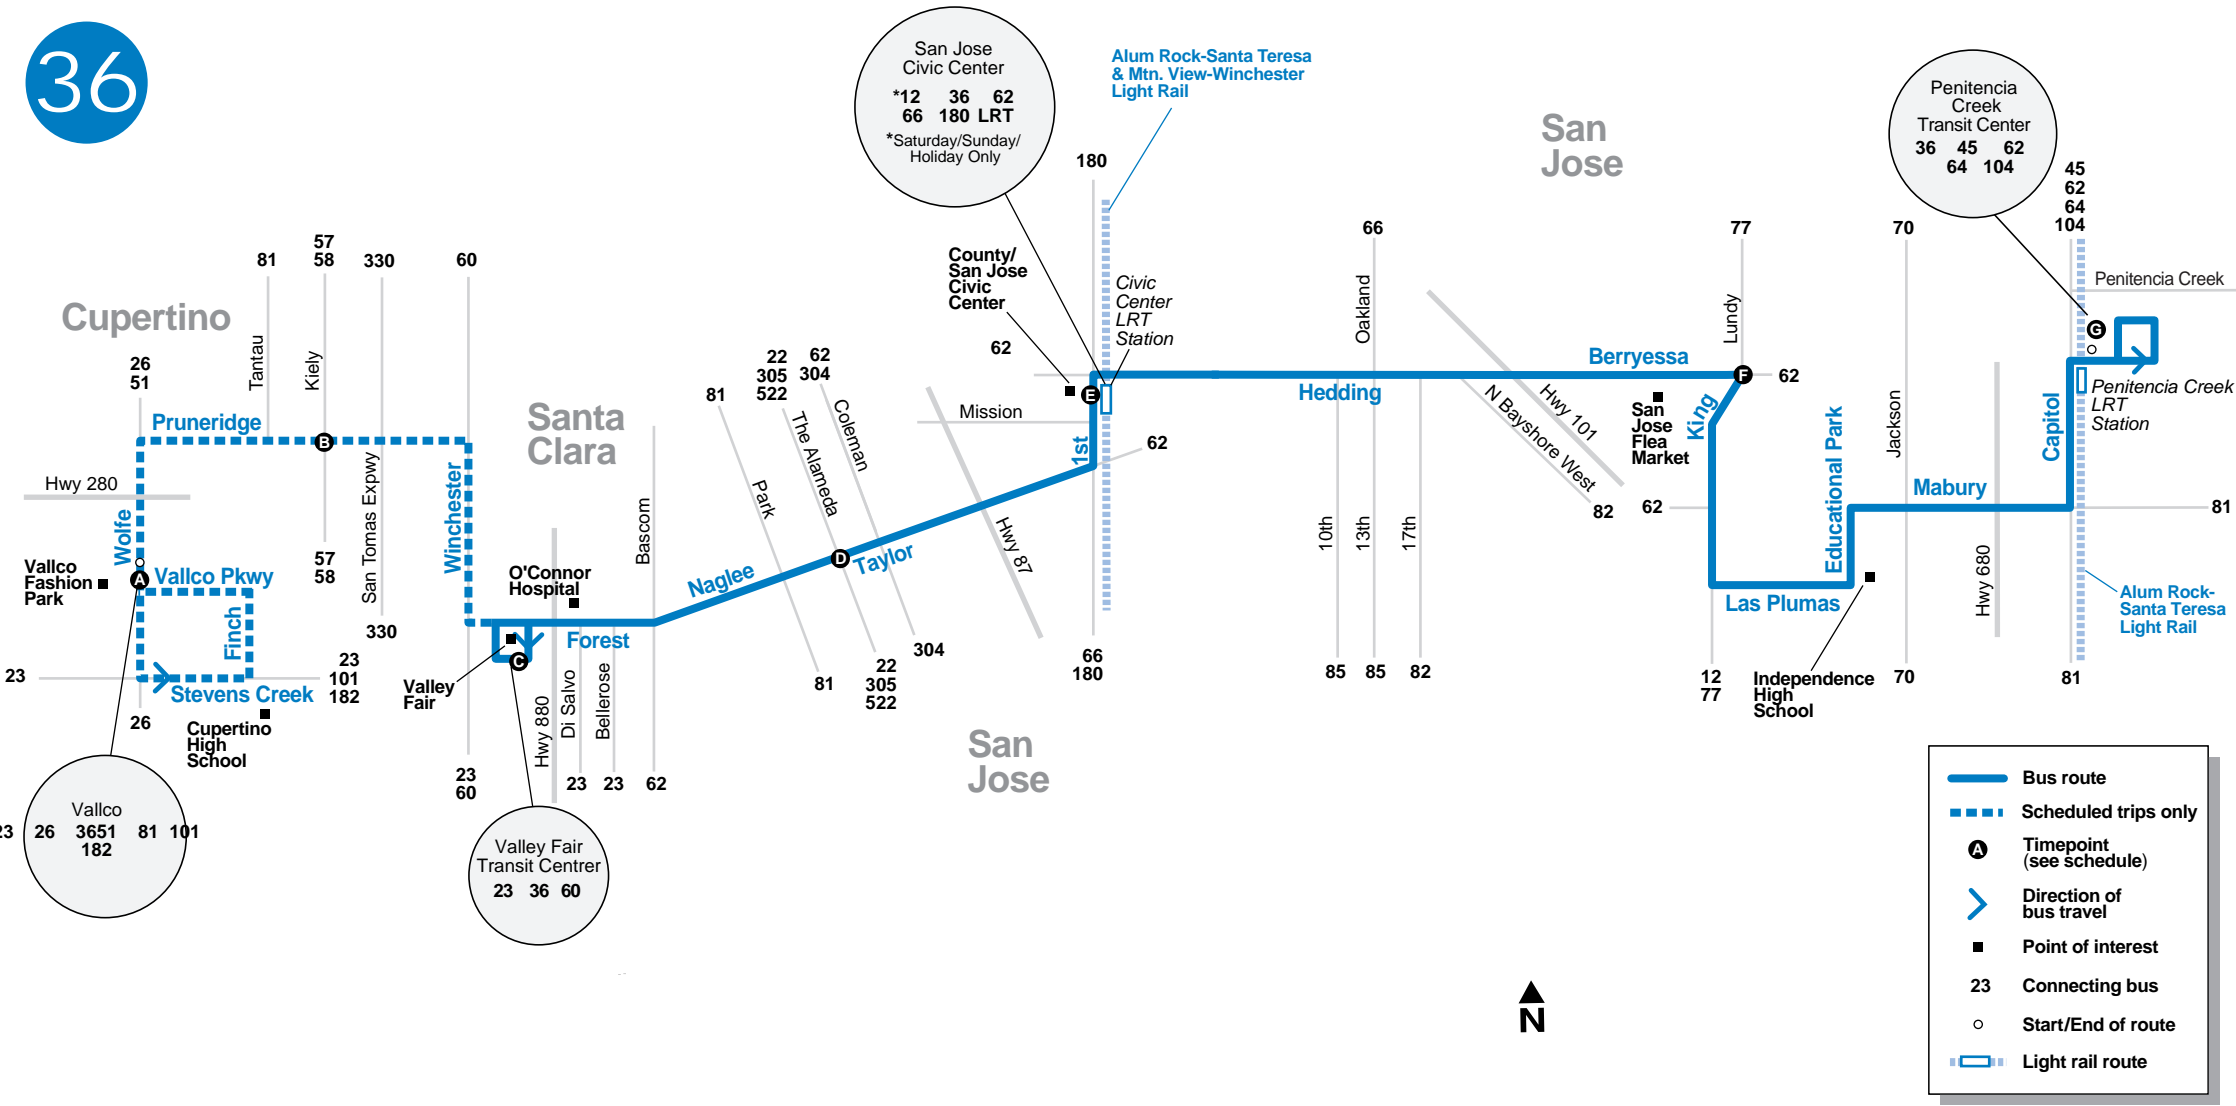 36
San Jose
Civic Center
*12 36 62
66 180 LRT
*Saturday/Sunday/
Holiday Only
Alum Rock-Santa Teresa
& Mtn. View-Winchester
Light Rail
San
Jose
Penitencia
Creek
Transit Center
36 45 62
64 104
45
62
64
104
180
66
77
70
Penitencia Creek
Cupertino
26
51
81
57
58
330
60
Tantau
Kiely
County/
San Jose
Civic
Center
Civic
Center
LRT
Station
62
Oakland
Lundy
Berryessa
Hedding
F
62
G
E
Penitencia Creek
LRT
Station
Pruneridge
B
Santa
Clara
81
22
305
522
62
304
Coleman
The Alameda
Park
Mission
1st
62
N Bayshore West
Hwy 101
82
San
Jose
Flea
Market
King
62
Educational Park
Jackson
Capitol
Mabury
81
Hwy 280
Wolfe
San Tomas Expwy
Winchester
Bascom
Vallco
Fashion
Park
A
Vallco Pkwy
Finch
57
58
O'Connor
Hospital
Naglee
D
Taylor
Hwy 87
10th
13th
17th
Las Plumas
Hwy 680
Alum Rock-
Santa Teresa
Light Rail
330
Forest
C
Valley
Fair
23
Stevens Creek
23
101
182
26
Cupertino
High
School
Hwy 880
Di Salvo
Bellerose
23
60
23
23
62
81
22
305
522
304
66
180
85
85
82
12
77
Independence
High
School
70
81
San
Jose
Vallco
23 26 3651 81 101
182
Valley Fair
Transit Centrer
23 36 60
N
Bus route
Scheduled trips only
A
Timepoint
(see schedule)
Direction of
bus travel
Point of interest
23
Connecting bus
Start/End of route
Light rail route